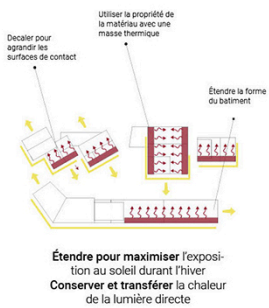 Utiliser la propriété de
la matériau avec une
masse thermique
Decaler pour
agrandir les
surfaces de contact
Étendre la forme
du batiment
Étendre pour maximiser l'exposi-
tion au soleil durant l'hiver
Conserver et transférer la chaleur
de la lumière directe